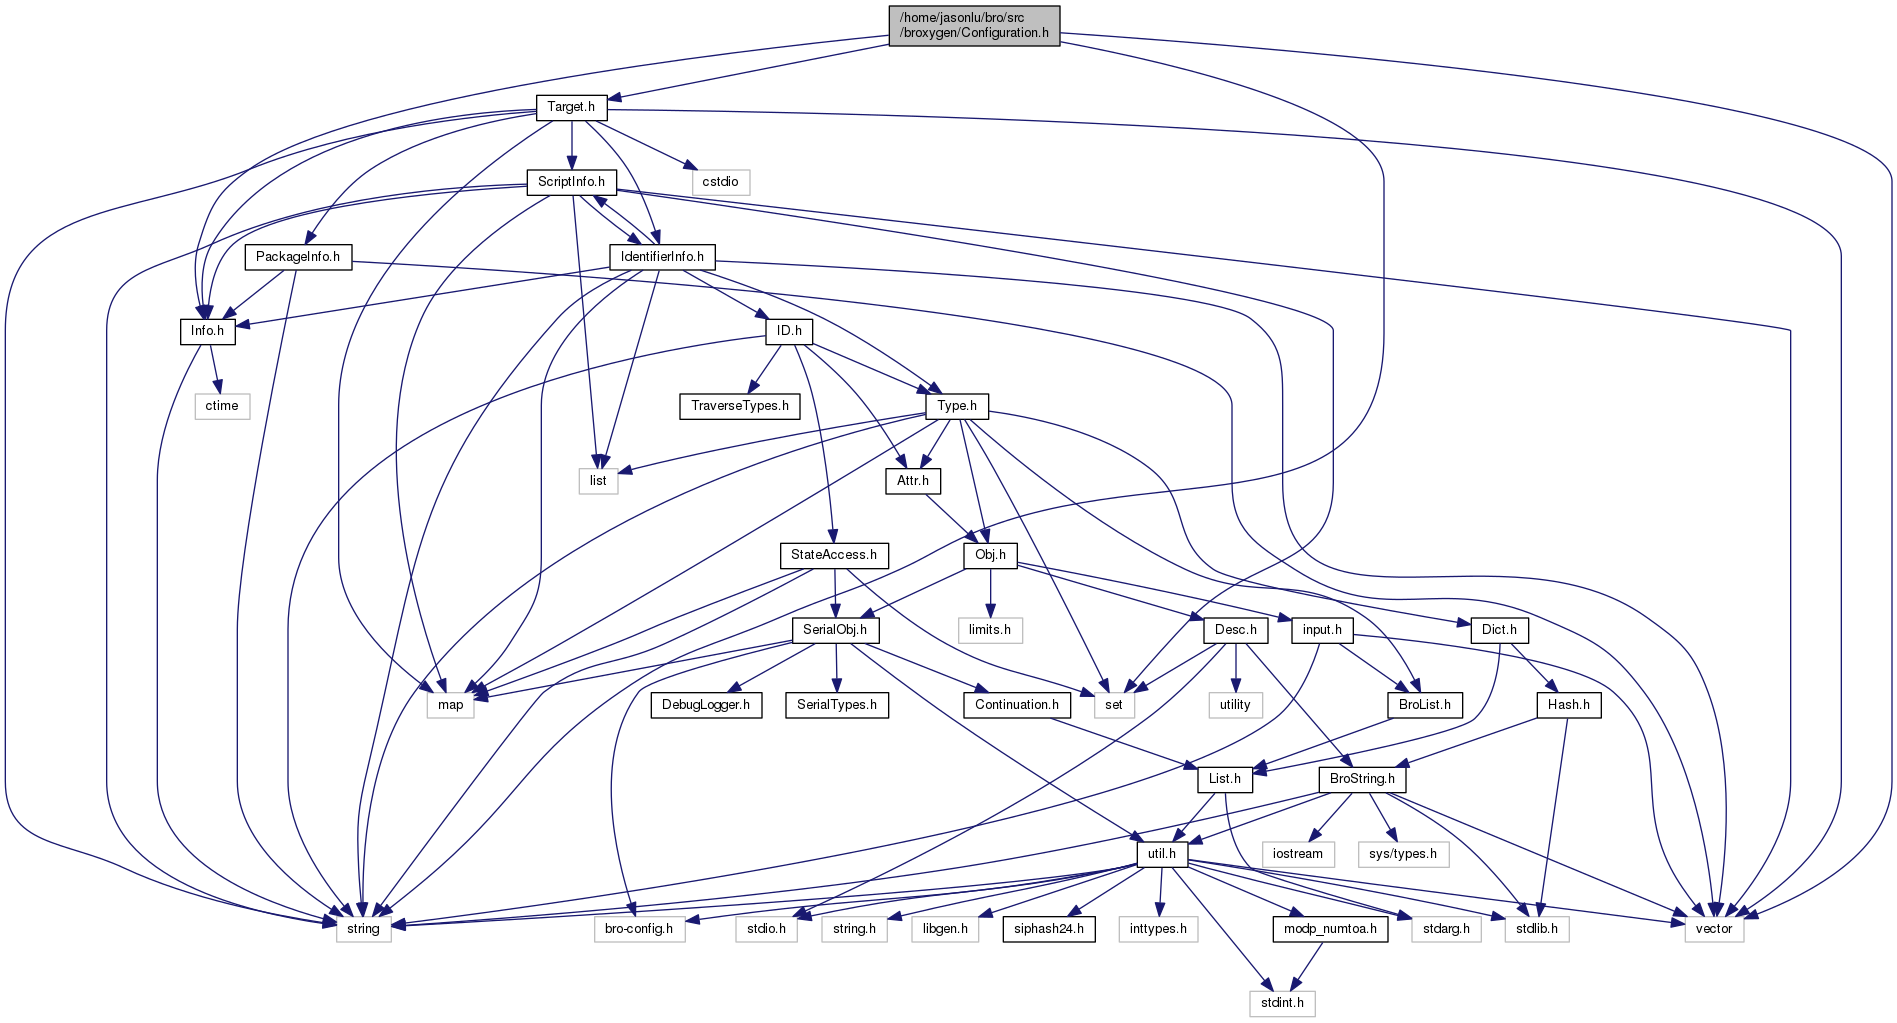 /home/jasonlu/bro/src
/broxygen/Configuration.h
Target.h
ScriptInfo.h
cstdio
PackageInfo.h
IdentifierInfo.h
Info.h
ID.h
ctime
TraverseTypes.h
Type.h
list
Attr.h
StateAccess.h
Obj.h
SerialObj.h
limits.h
Desc.h
input.h
Dict.h
map
DebugLogger.h
SerialTypes.h
Continuation.h
set
utility
BroList.h
Hash.h
List.h
BroString.h
util.h
iostream
sys/types.h
string
bro-config.h
stdio.h
string.h
libgen.h
siphash24.h
inttypes.h
modp_numtoa.h
stdarg.h
stdlib.h
vector
stdint.h